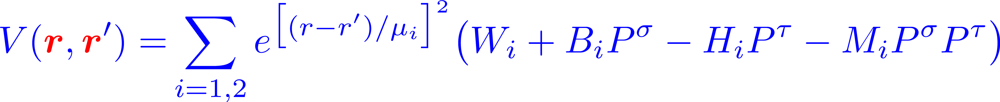 V(r, r′) = ∑_{i=1,2} e^{[(r−r′)/μ_i]^2} (W_i + B_i P^σ − H_i P^τ − M_i P^σ P^τ)